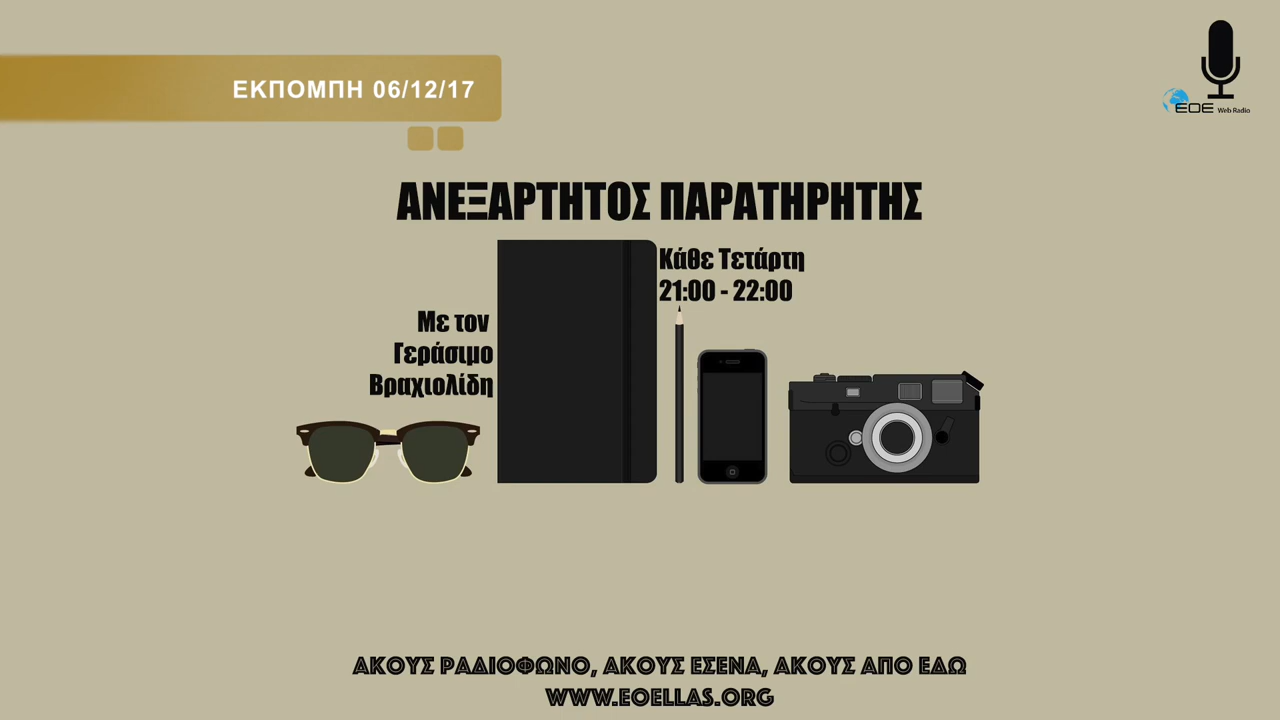 ΕΚΠΟΜΠΗ 06/12/17
EOE Web Radio
ΑΝΕΞΑΡΤΗΤΟΣ ΠΑΡΑΤΗΡΗΤΗΣ
Κάθε Τετάρτη
21:00 - 22:00
Με τον
Γεράσιμο
Βραχιολίδη
ΑΚΟΥΣ ΡΑΔΙΟΦΩΝΟ, ΑΚΟΥΣ ΕΣΕΝΑ, ΑΚΟΥΣ ΑΠΟ ΕΔΩ
WWW.EOELLAS.ORG